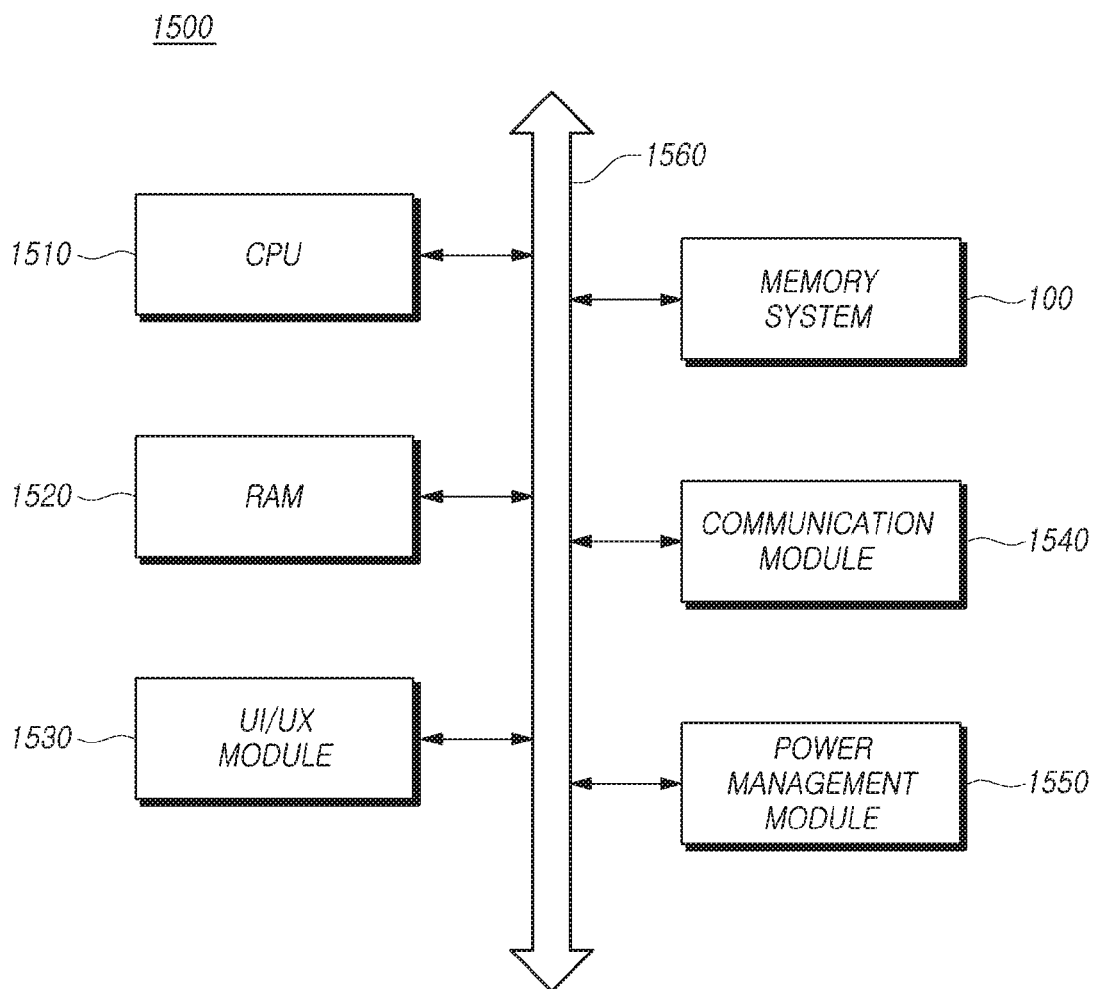 1500
1560
1510
CPU
MEMORY
SYSTEM
100
1520
RAM
COMMUNICATION
MODULE
1540
1530
UI/UX
MODULE
POWER
MANAGEMENT
MODULE
1550